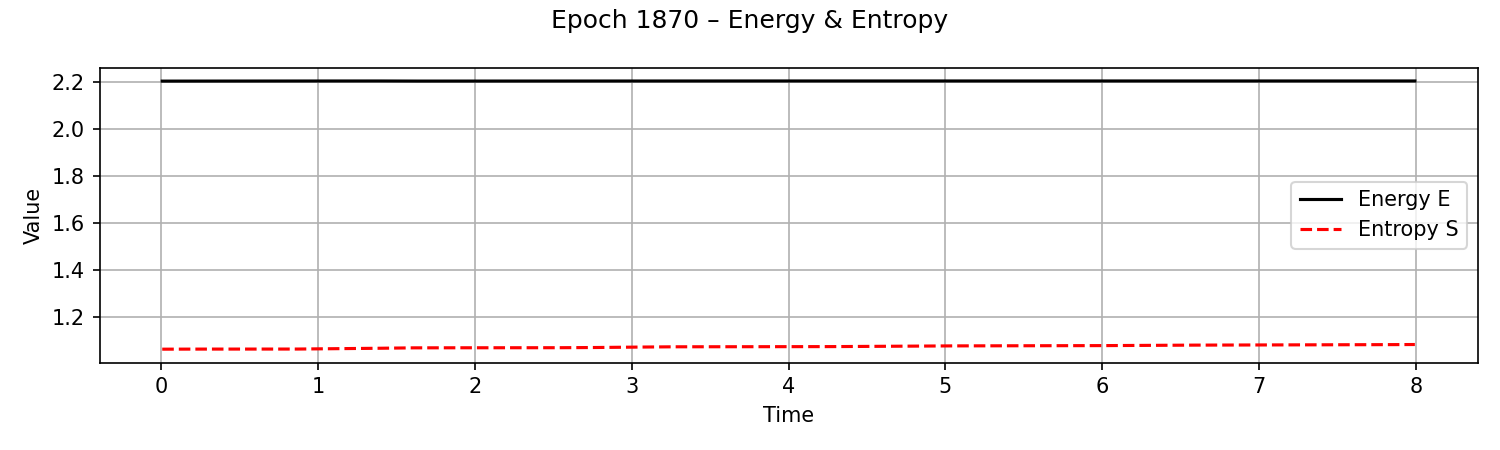 Epoch 1870 – Energy & Entropy
Value
2.2
2.0
1.8
1.6
1.4
1.2
Energy E
Entropy S
0 1 2 3 4 5 6 7 8
Time